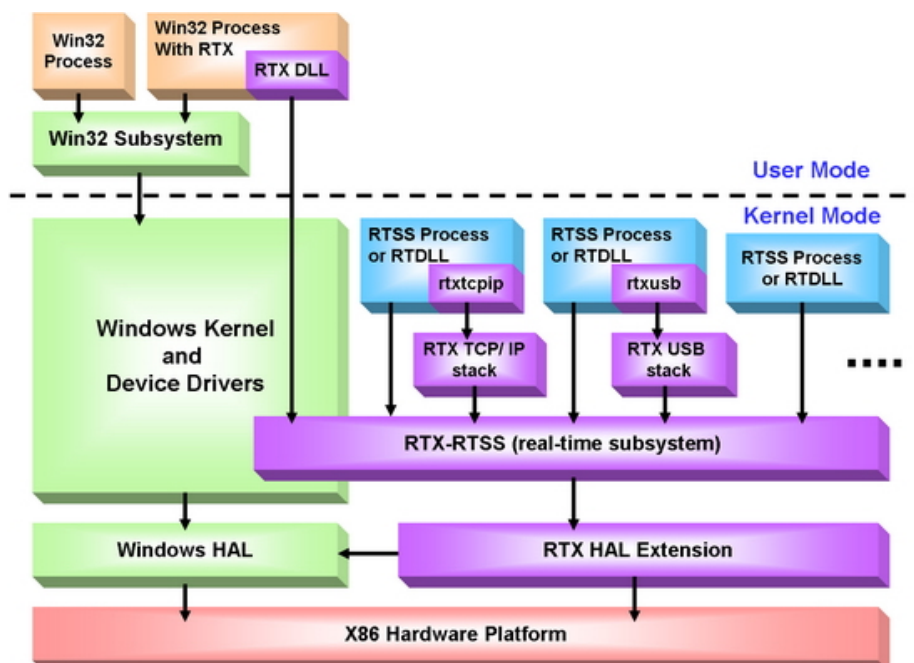 Win32
Process
Win32 Process
With RTX
RTX DLL
Win32 Subsystem
User Mode
Kernel Mode
RTSS Process
or RTDLL
rtxtcpip
RTSS Process
or RTDLL
rtxusb
RTSS Process
or RTDLL
Windows Kernel
and
Device Drivers
RTX TCP/ IP
stack
RTX USB
stack
RTX-RTSS (real-time subsystem)
Windows HAL
RTX HAL Extension
X86 Hardware Platform